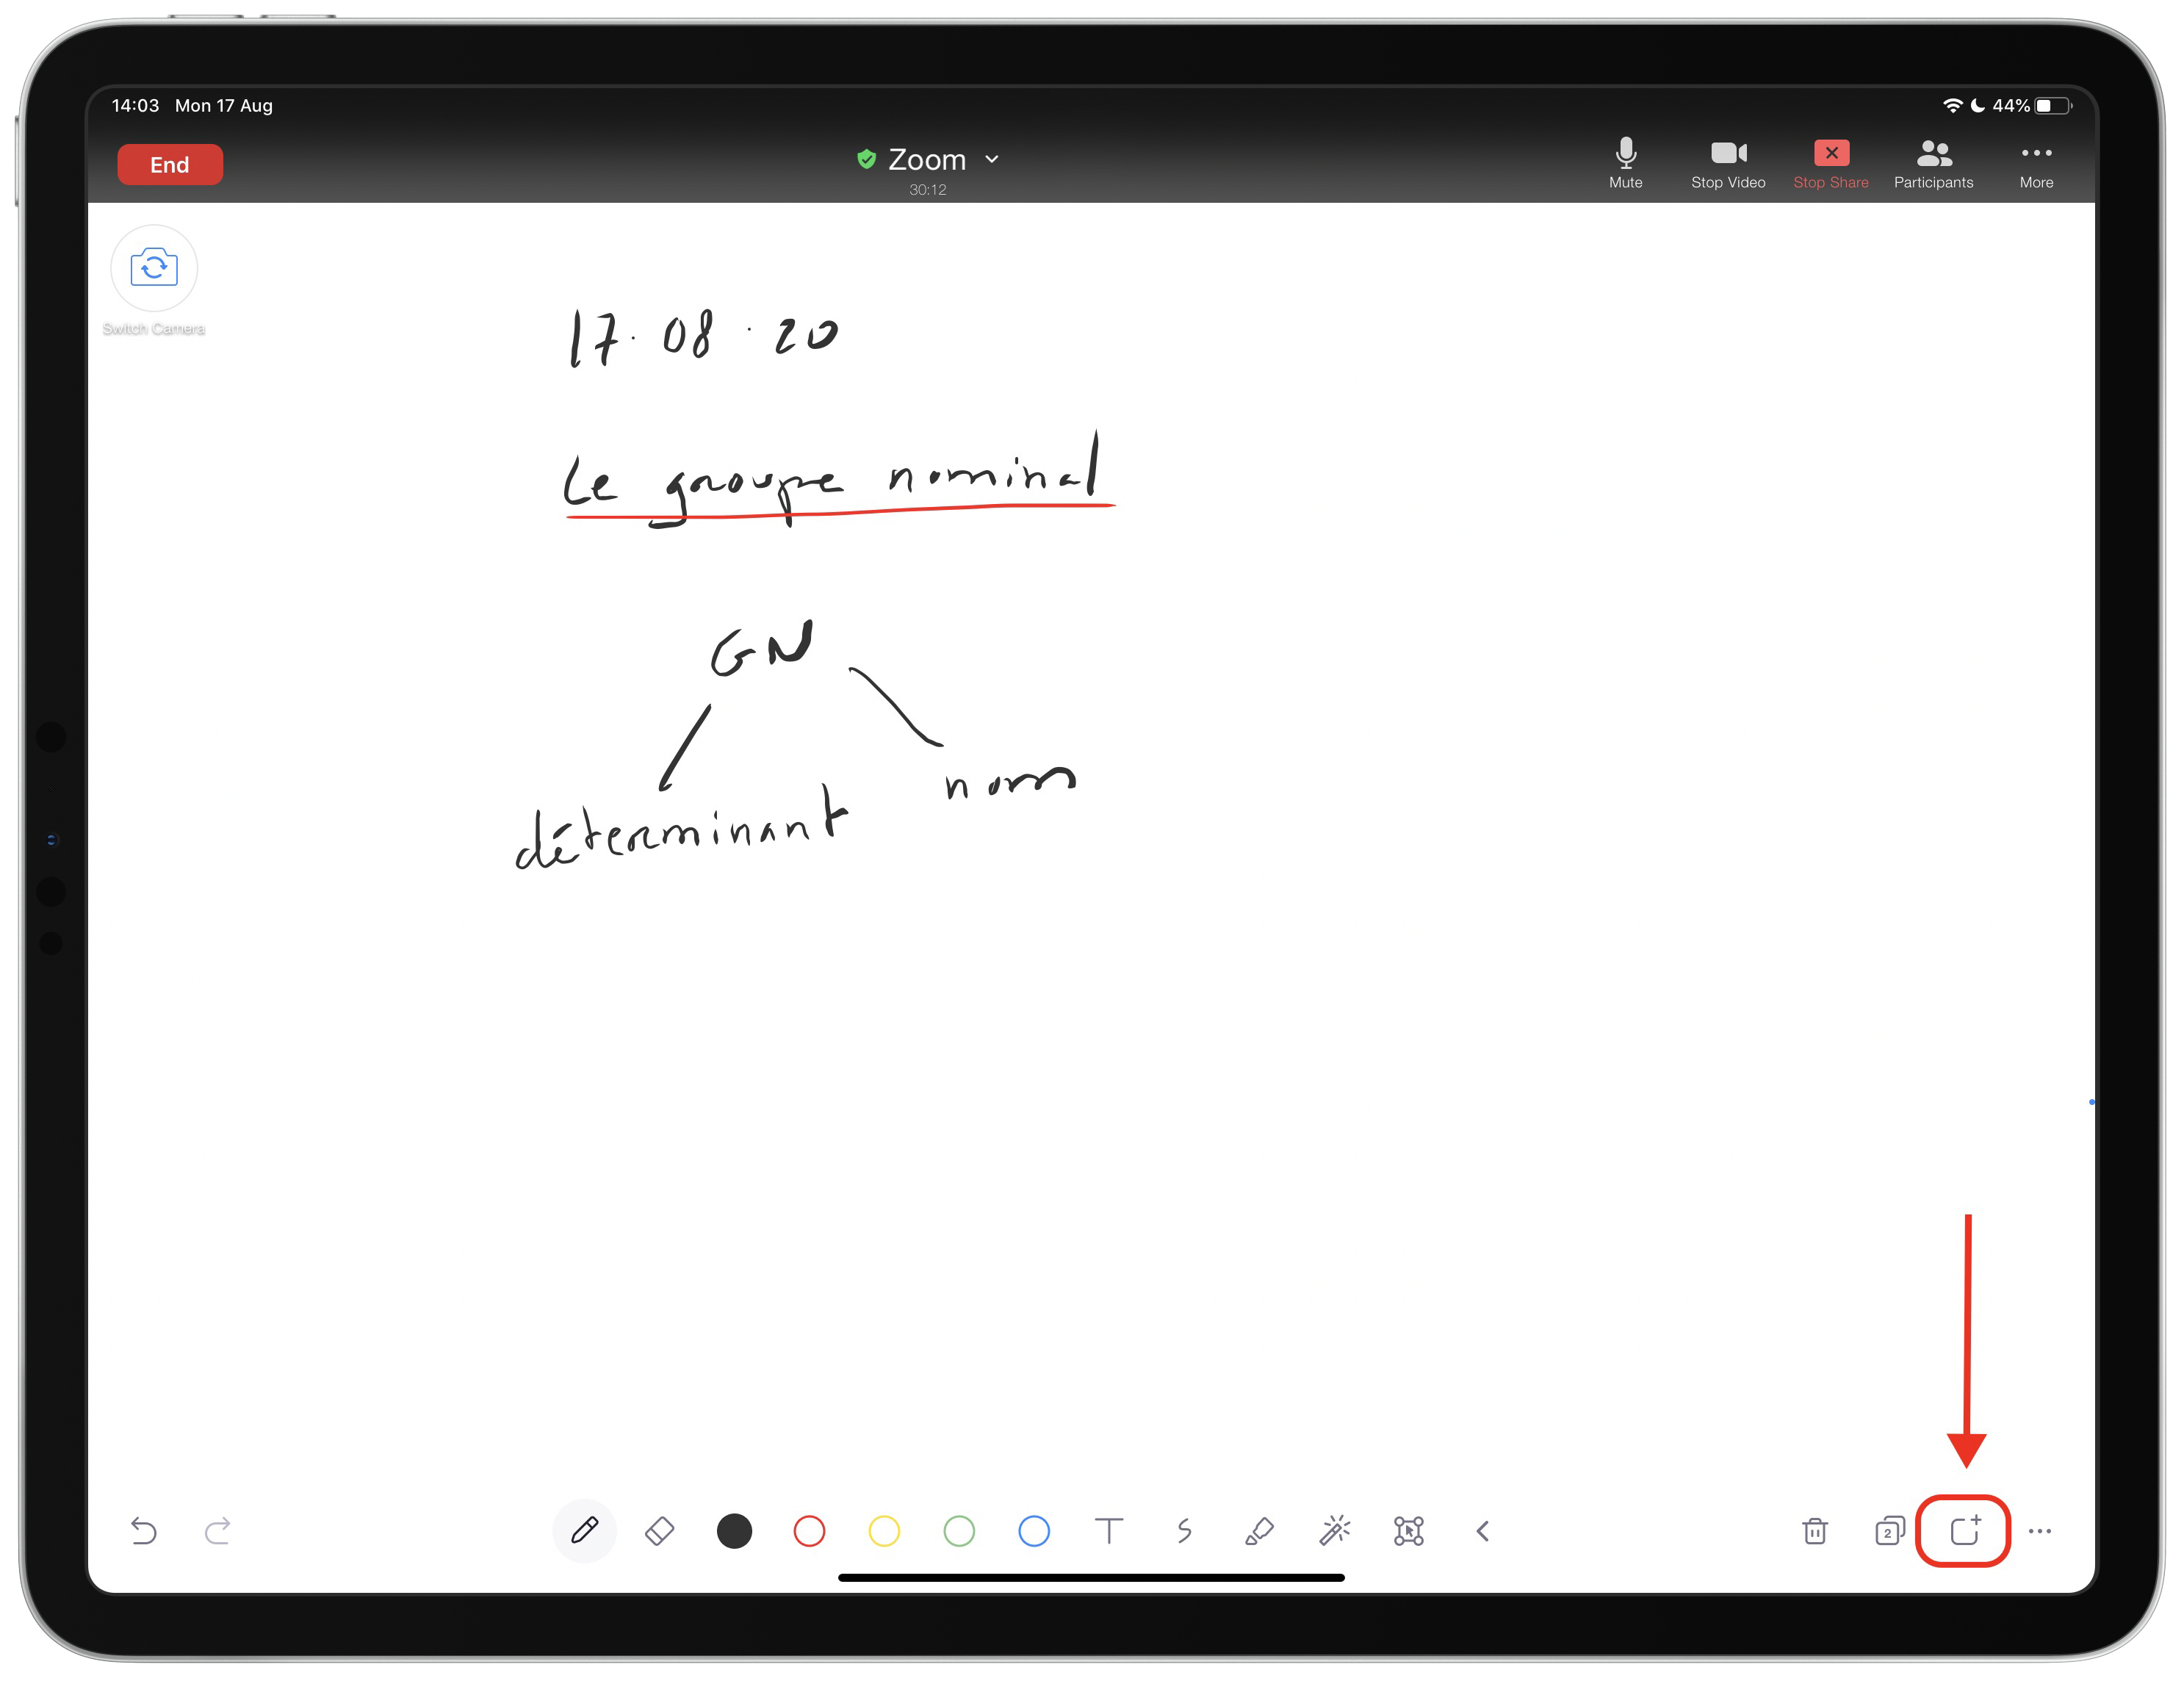 14:03 Mon 17 Aug 44%
End Zoom
30:12
Mute Stop Video Stop Share Participants More
Switch Camera
17.08.20
Le groupe nominal
GN
nom
déterminant
T 2